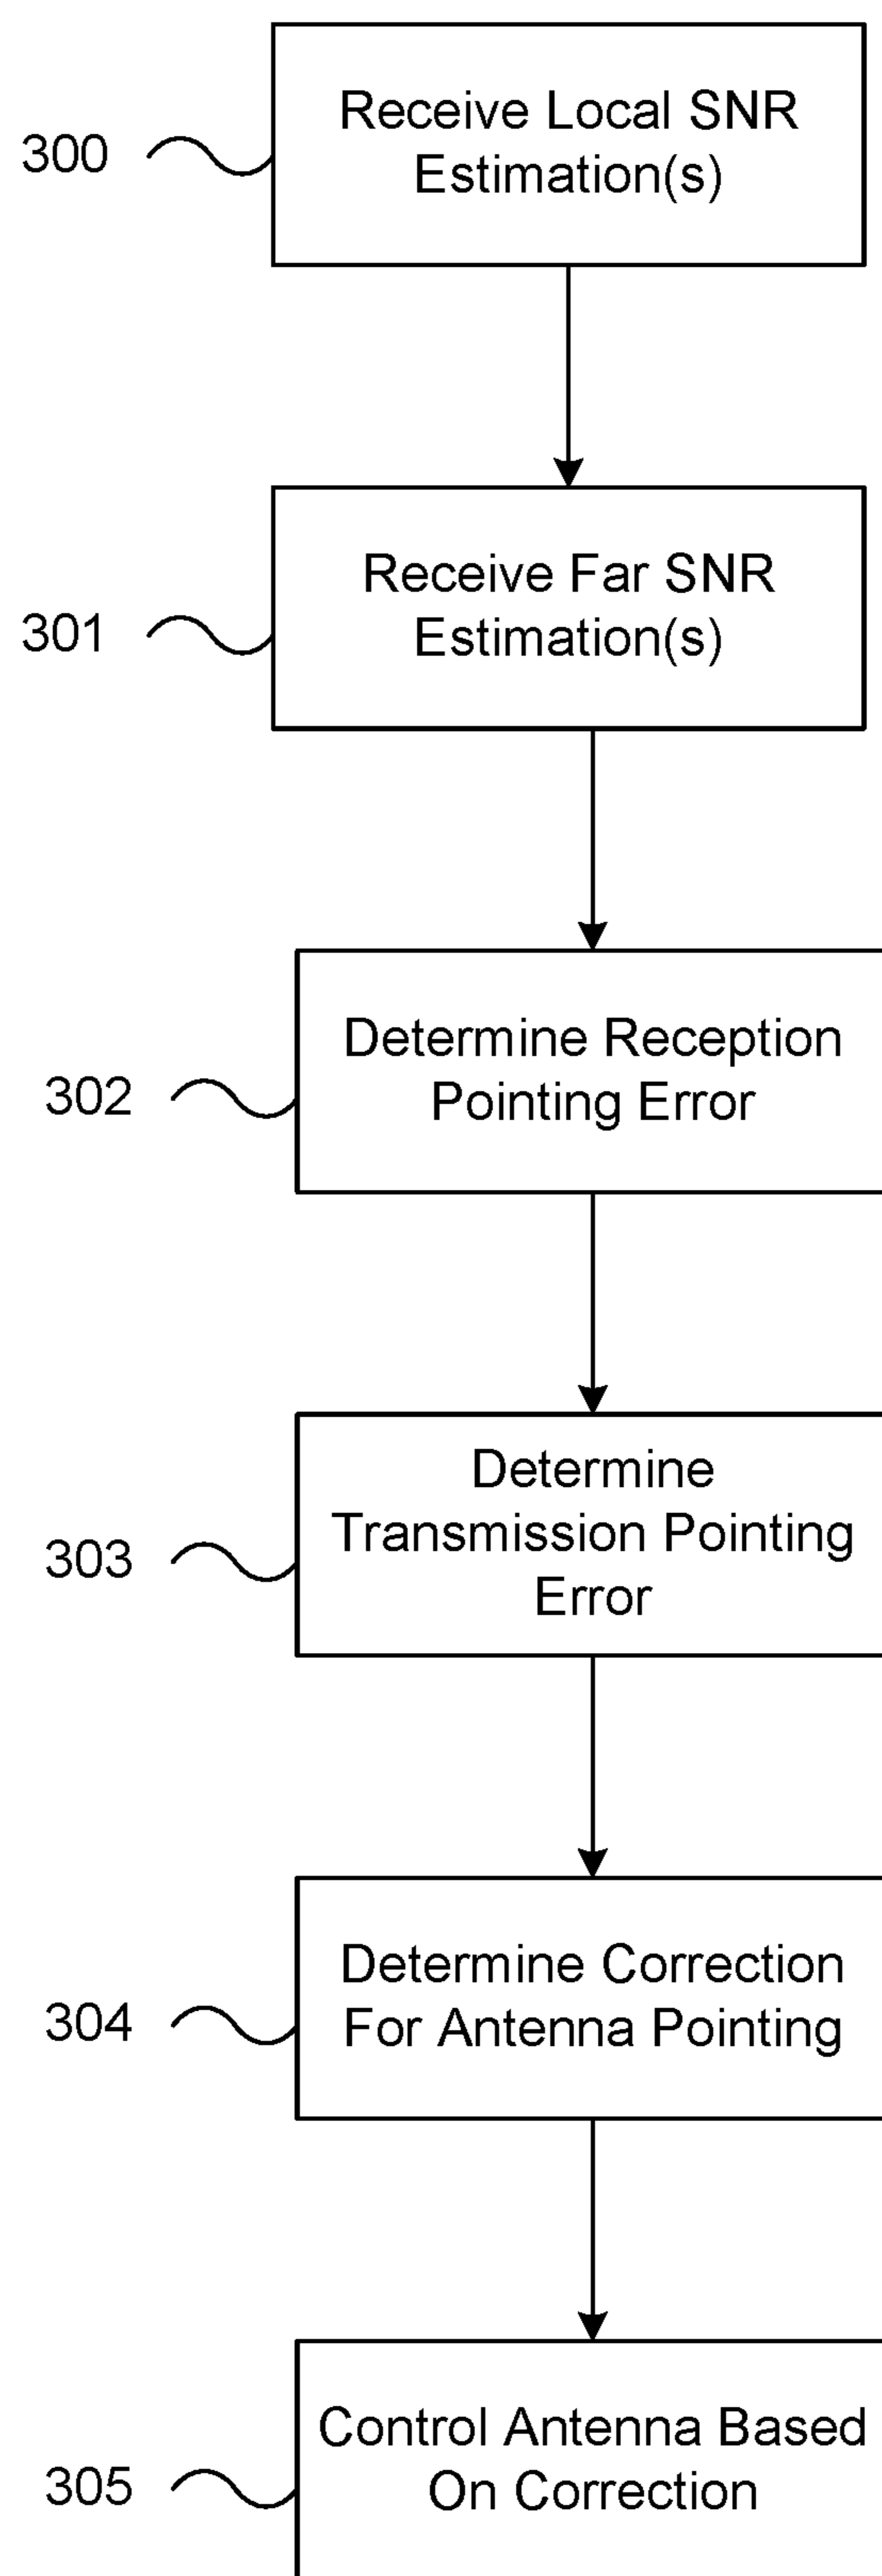 300
Receive Local SNR
Estimation(s)
301
Receive Far SNR
Estimation(s)
302
Determine Reception
Pointing Error
303
Determine
Transmission Pointing
Error
304
Determine Correction
For Antenna Pointing
305
Control Antenna Based
On Correction